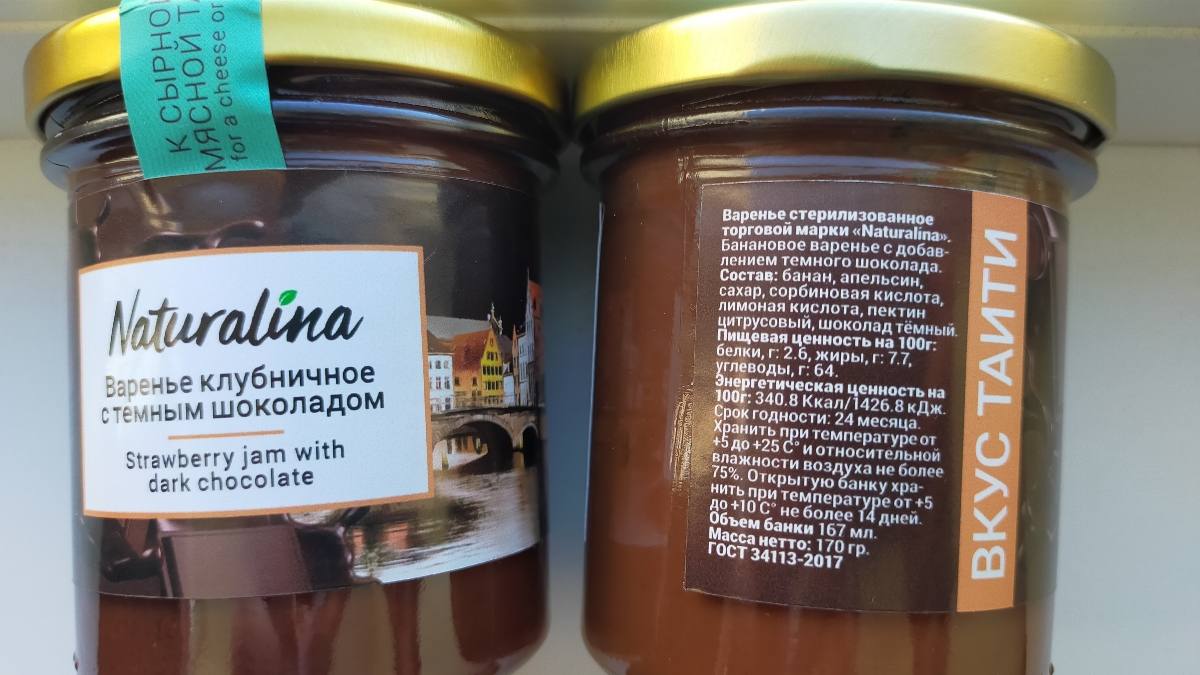 К СЫРНО
МЯСНОЙ ТА
for a cheese or
Naturalina
Варенье клубничное
с темным шоколадом
Strawberry jam with
dark chocolate
Варенье стерилизованное
торговой марки «Naturalina».
Банановое варенье с добав-
лением темного шоколада.
Состав: банан, апельсин,
сахар, сорбиновая кислота,
лимоная кислота, пектин
цитрусовый, шоколад тёмный.
Пищевая ценность на 100г:
белки, г: 2.6, жиры, г: 7.7,
углеводы, г: 64.
Энергетическая ценность на
100г: 340.8 Ккал/1426.8 кДж.
Срок годности: 24 месяца.
Хранить при температуре от
+5 до +25 С° и относительной
влажности воздуха не более
75%. Открытую банку хра-
нить при температуре от +5
до +10 С° не более 14 дней.
Объем банки 167 мл.
Масса нетто: 170 гр.
ГОСТ 34113-2017
ВКУС ТАИТИ